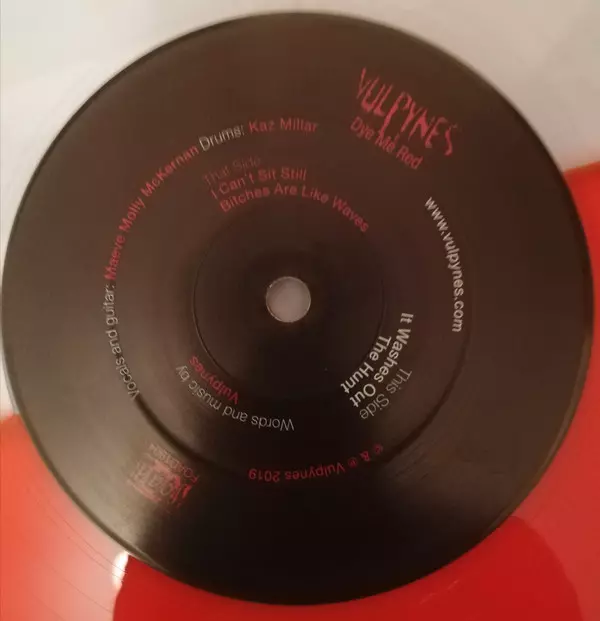 VULPYNES
Dye Me Red
www.vulpynes.com
This Side
It Washes Out
The Hunt
© & ℗ Vulpynes 2019
Words and music by
Vulpynes
Vocals and guitar: Maeve Molly McKernan Drums: Kaz Millar
That Side
I Can't Sit Still
Bitches Are Like Waves